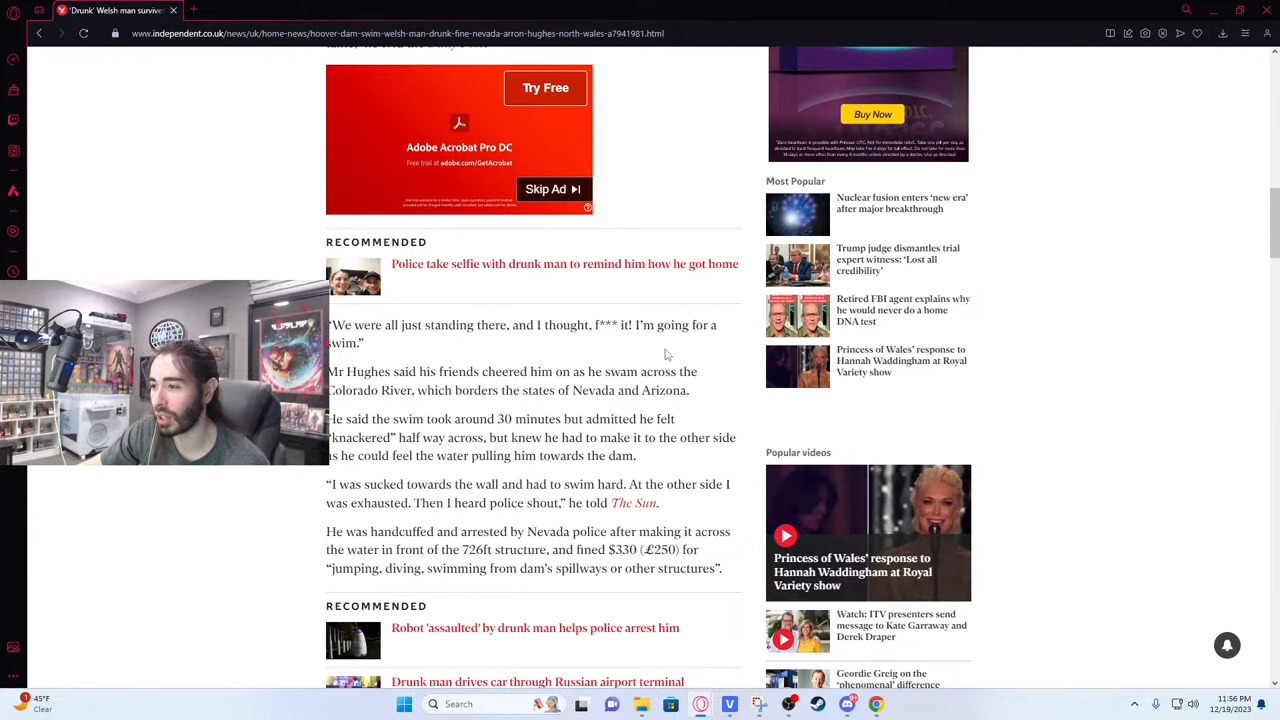 'Drunk' Welsh man swims
www.independent.co.uk/news/uk/home-news/hoover-dam-swim-welsh-man-drunk-fine-nevada-arron-hughes-north-wales-a7941981.html
Try Free
Adobe Acrobat Pro DC
Free trial at adobe.com/GetAcrobat
Skip Ad
RECOMMENDED
Police take selfie with drunk man to remind him how he got home
“We were all just standing there, and I thought, f*** it! I’m going for a
swim.”
Mr Hughes said his friends cheered him on as he swam across the
Colorado River, which borders the states of Nevada and Arizona.
He said the swim took around 30 minutes but admitted he felt
“knackered” half way across, but knew he had to make it to the other side
as he could feel the water pulling him towards the dam.
“I was sucked towards the wall and had to swim hard. At the other side I
was exhausted. Then I heard police shout,” he told The Sun.
He was handcuffed and arrested by Nevada police after making it across
the water in front of the 726ft structure, and fined $330 (£250) for
“jumping, diving, swimming from dam’s spillways or other structures”.
RECOMMENDED
Robot 'assaulted' by drunk man helps police arrest him
Drunk man drives car through Russian airport terminal
Buy Now
Most Popular
Nuclear fusion enters ‘new era’
after major breakthrough
Trump judge dismantles trial
expert witness: ‘Lost all
credibility’
Retired FBI agent explains why
he would never do a home
DNA test
Princess of Wales’ response to
Hannah Waddingham at Royal
Variety show
Popular videos
Princess of Wales’ response to
Hannah Waddingham at Royal
Variety show
Watch: ITV presenters send
message to Kate Garraway and
Derek Draper
Geordie Greig on the
‘phenomenal’ difference
1
45°F
Clear
Search
99+
11:56 PM
12/19/2023